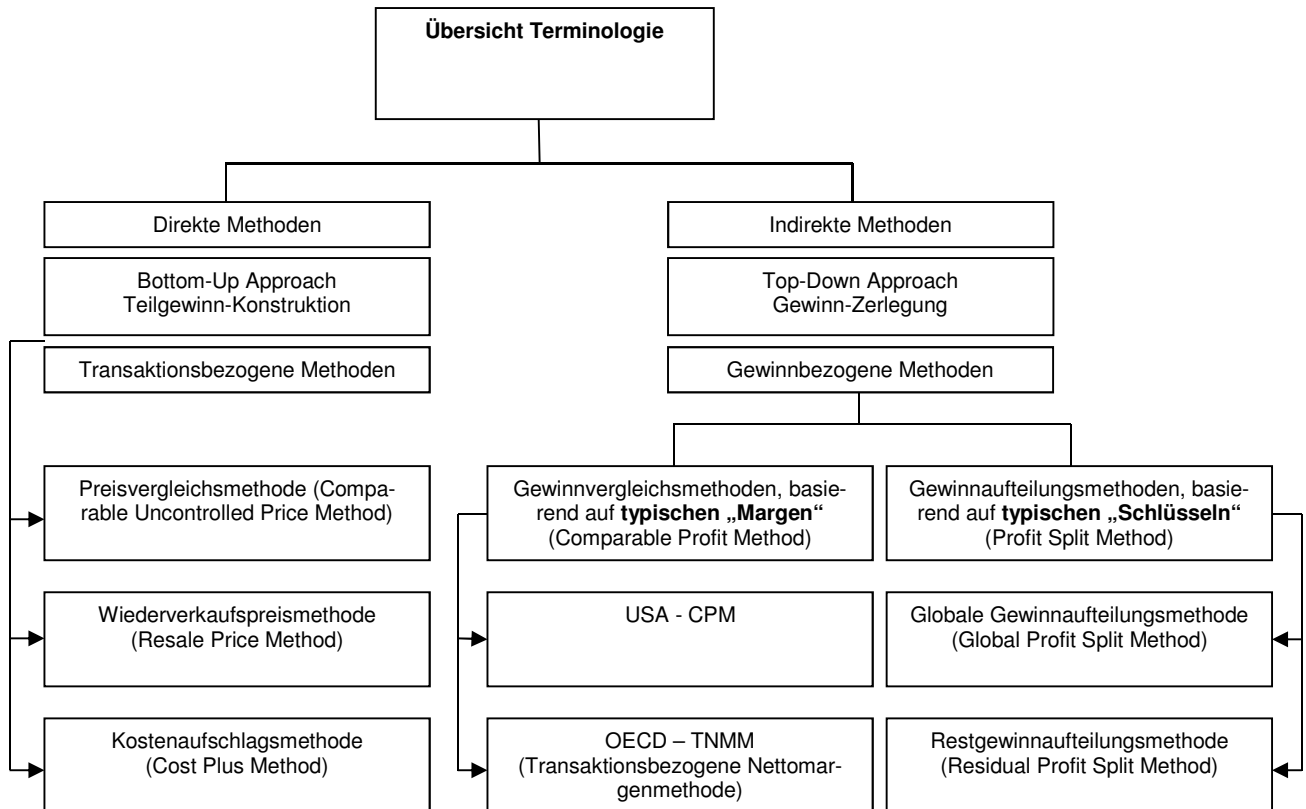 Übersicht Terminologie
Direkte Methoden
Indirekte Methoden
Bottom-Up Approach
Teilgewinn-Konstruktion
Top-Down Approach
Gewinn-Zerlegung
Transaktionsbezogene Methoden
Gewinnbezogene Methoden
Preisvergleichsmethode (Compa-
rable Uncontrolled Price Method)
Gewinnvergleichsmethoden, basie-
rend auf typischen „Margen“
(Comparable Profit Method)
Gewinnaufteilungsmethoden, basie-
rend auf typischen „Schlüsseln“
(Profit Split Method)
Wiederverkaufspreismethode
(Resale Price Method)
USA - CPM
Globale Gewinnaufteilungsmethode
(Global Profit Split Method)
Kostenaufschlagsmethode
(Cost Plus Method)
OECD – TNMM
(Transaktionsbezogene Nettomar-
genmethode)
Restgewinnaufteilungsmethode
(Residual Profit Split Method)